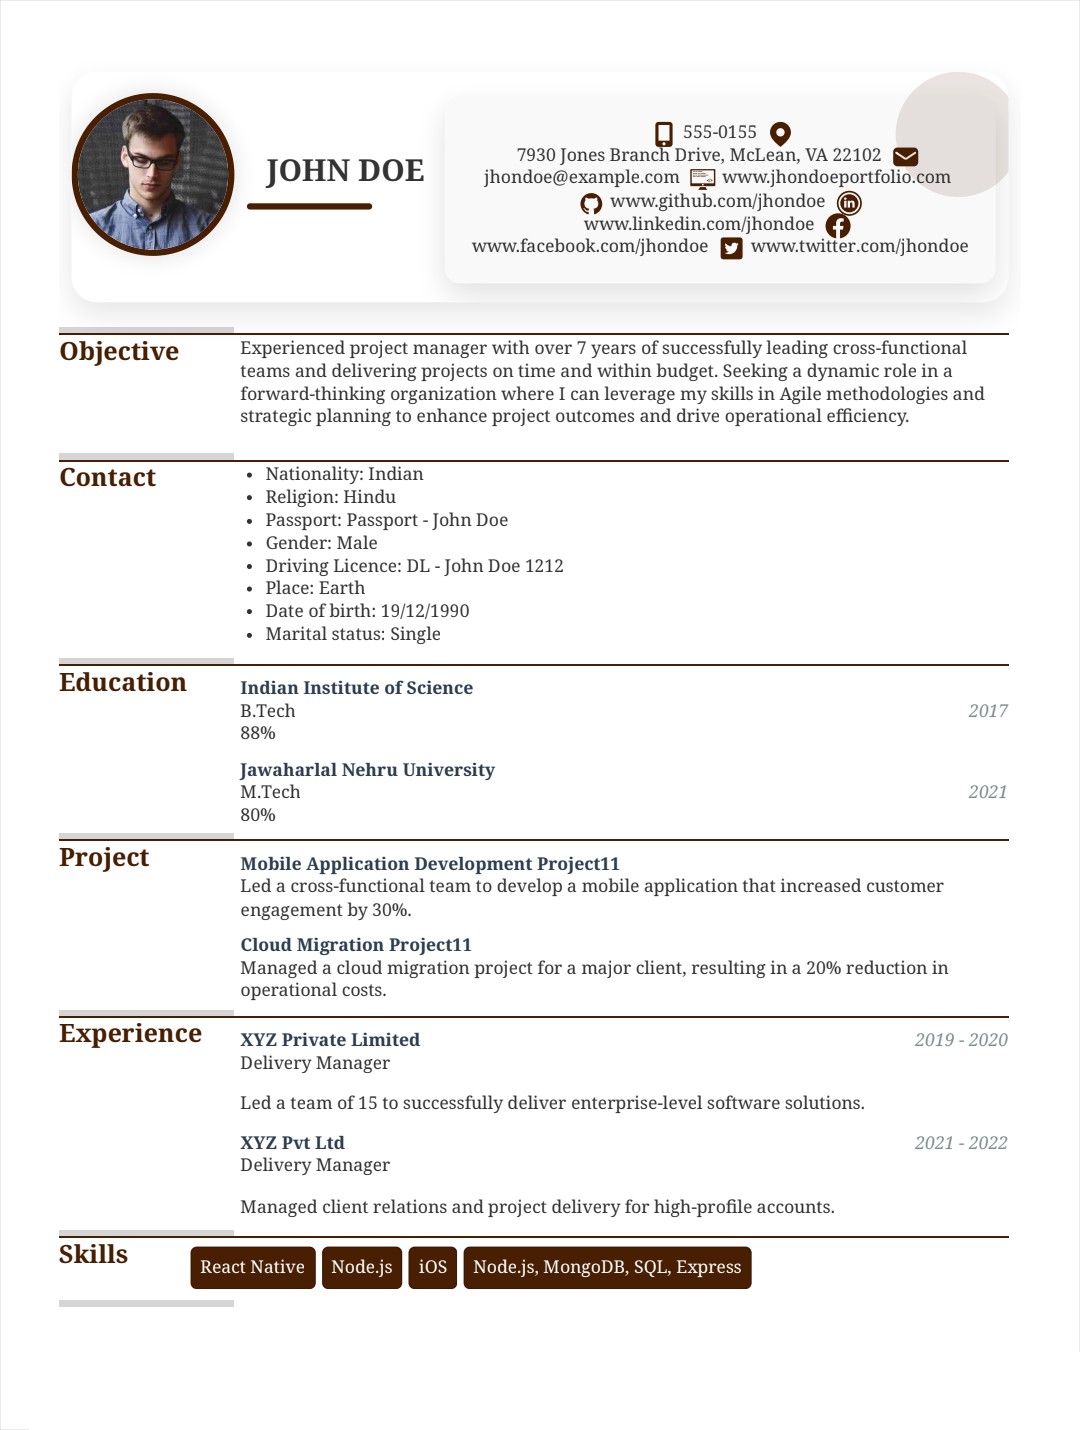 JOHN DOE
555-0155
7930 Jones Branch Drive, McLean, VA 22102
jhondoe@example.com www.jhondoeportfolio.com
www.github.com/jhondoe
www.linkedin.com/jhondoe
www.facebook.com/jhondoe www.twitter.com/jhondoe
Objective
Experienced project manager with over 7 years of successfully leading cross-functional
teams and delivering projects on time and within budget. Seeking a dynamic role in a
forward-thinking organization where I can leverage my skills in Agile methodologies and
strategic planning to enhance project outcomes and drive operational efficiency.
Contact
• Nationality: Indian
• Religion: Hindu
• Passport: Passport - John Doe
• Gender: Male
• Driving Licence: DL - John Doe 1212
• Place: Earth
• Date of birth: 19/12/1990
• Marital status: Single
Education
Indian Institute of Science
B.Tech 2017
88%
Jawaharlal Nehru University
M.Tech 2021
80%
Project
Mobile Application Development Project11
Led a cross-functional team to develop a mobile application that increased customer
engagement by 30%.
Cloud Migration Project11
Managed a cloud migration project for a major client, resulting in a 20% reduction in
operational costs.
Experience
XYZ Private Limited 2019 - 2020
Delivery Manager
Led a team of 15 to successfully deliver enterprise-level software solutions.
XYZ Pvt Ltd 2021 - 2022
Delivery Manager
Managed client relations and project delivery for high-profile accounts.
Skills
React Native Node.js iOS Node.js, MongoDB, SQL, Express